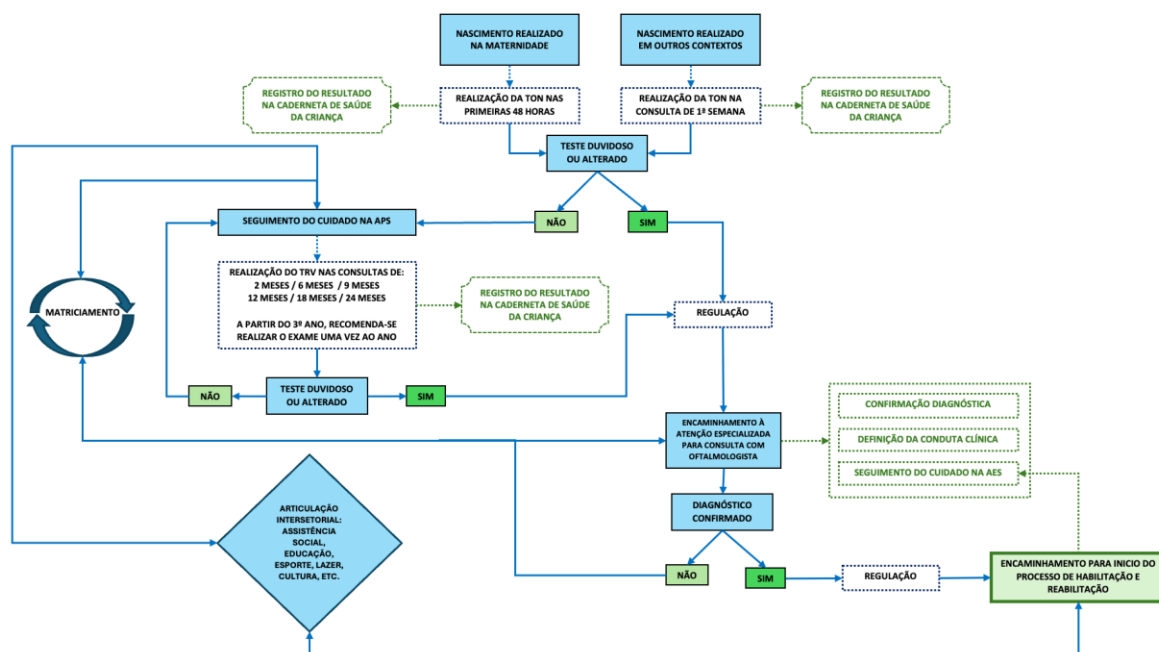 NASCIMENTO REALIZADO
NA MATERNIDADE
NASCIMENTO REALIZADO
EM OUTROS CONTEXTOS
REGISTRO DO RESULTADO
NA CADERNETA DE SAÚDE
DA CRIANÇA
REALIZAÇÃO DA TON NAS
PRIMEIRAS 48 HORAS
REALIZAÇÃO DA TON NA
CONSULTA DE 1ª SEMANA
REGISTRO DO RESULTADO
NA CADERNETA DE SAÚDE
DA CRIANÇA
TESTE DUVIDOSO
OU ALTERADO
SEGUIMENTO DO CUIDADO NA APS
NÃO
SIM
REALIZAÇÃO DO TRV NAS CONSULTAS DE:
2 MESES / 6 MESES / 9 MESES
12 MESES / 18 MESES / 24 MESES
A PARTIR DO 3º ANO, RECOMENDA-SE
REALIZAR O EXAME UMA VEZ AO ANO
REGISTRO DO RESULTADO
NA CADERNETA DE SAÚDE
DA CRIANÇA
MATRICIAMENTO
REGULAÇÃO
NÃO
TESTE DUVIDOSO
OU ALTERADO
SIM
ENCAMINHAMENTO À
ATENÇÃO ESPECIALIZADA
PARA CONSULTA COM
OFTALMOLOGISTA
CONFIRMAÇÃO DIAGNÓSTICA
DEFINIÇÃO DA CONDUTA CLÍNICA
SEGUIMENTO DO CUIDADO NA AES
ARTICULAÇÃO
INTERSETORIAL:
ASSISTÊNCIA
SOCIAL,
EDUCAÇÃO,
ESPORTE, LAZER,
CULTURA, ETC.
DIAGNÓSTICO
CONFIRMADO
NÃO
SIM
REGULAÇÃO
ENCAMINHAMENTO PARA INICIO DO
PROCESSO DE HABILITAÇÃO E
REABILITAÇÃO